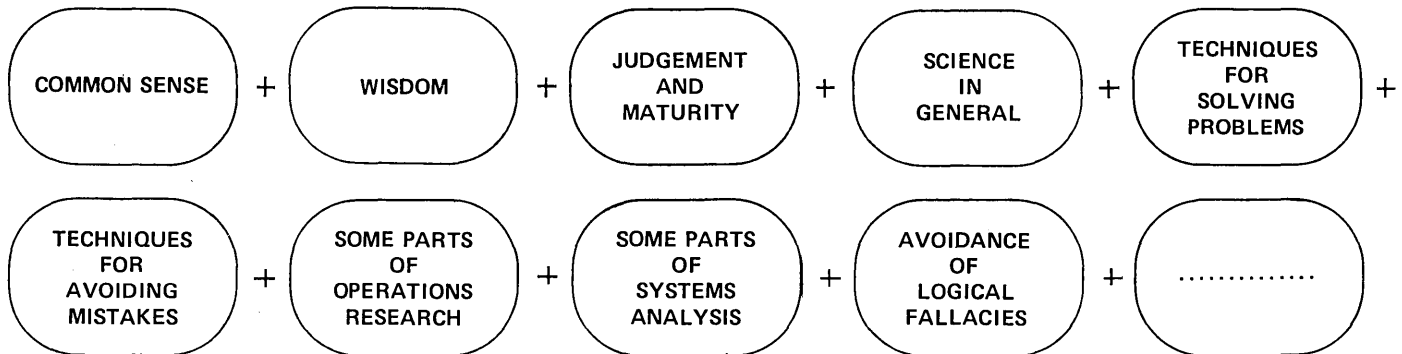 COMMON SENSE
+
WISDOM
+
JUDGEMENT
AND
MATURITY
+
SCIENCE
IN
GENERAL
+
TECHNIQUES
FOR
SOLVING
PROBLEMS
+
TECHNIQUES
FOR
AVOIDING
MISTAKES
+
SOME PARTS
OF
OPERATIONS
RESEARCH
+
SOME PARTS
OF
SYSTEMS
ANALYSIS
+
AVOIDANCE
OF
LOGICAL
FALLACIES
+
..............